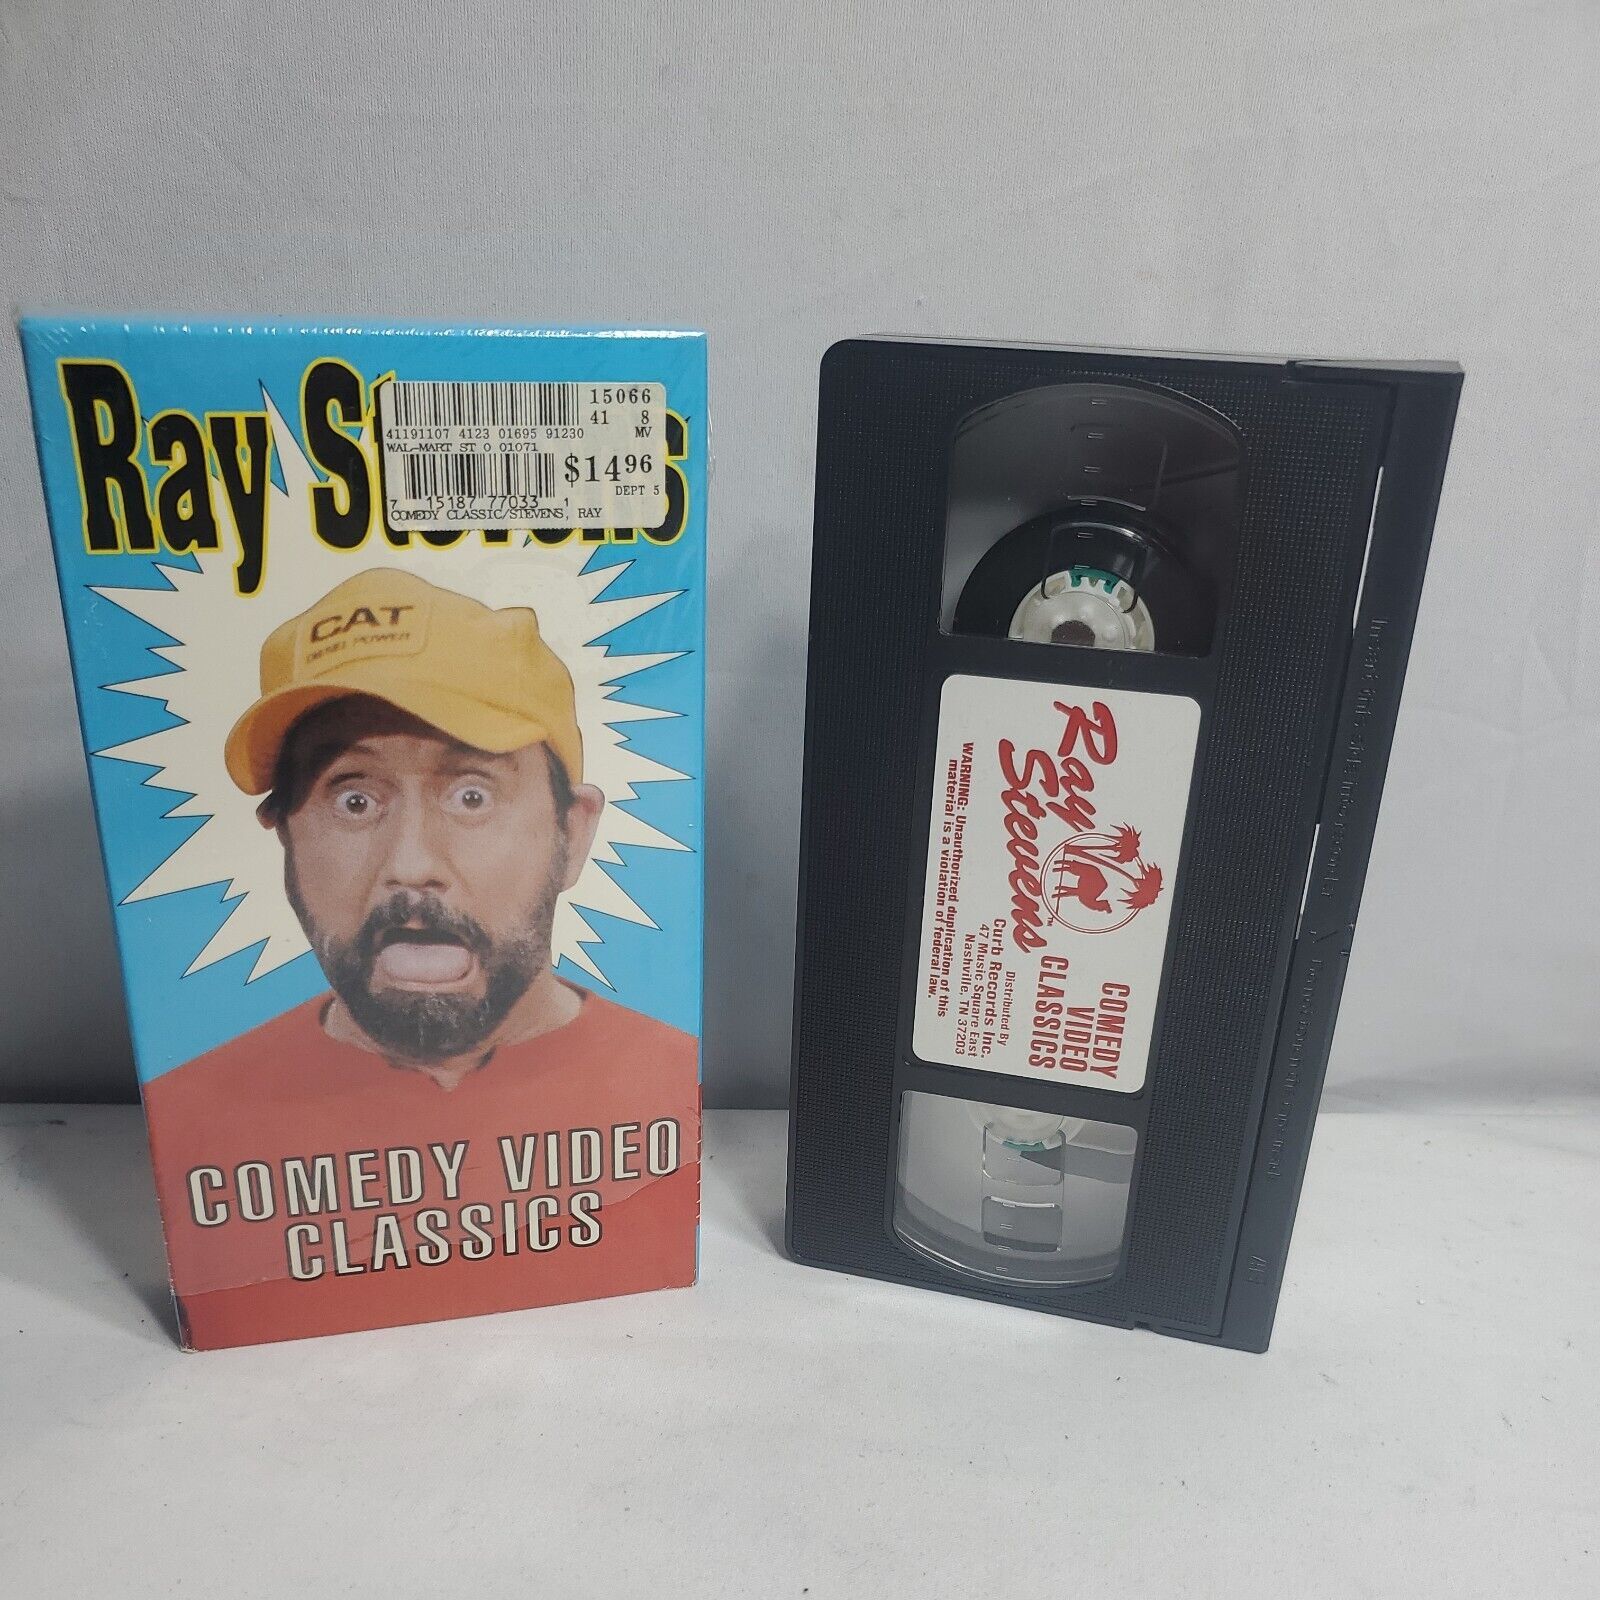 Ray Stevens
15066
41 8
41191107 4123 01695 91230 MV
WAL-MART ST 0 01071
$14 96
DEPT 5
7 15187 77033 1
COMEDY CLASSIC/STEVENS, RAY
CAT
DIESEL POWER
COMEDY VIDEO
CLASSICS
Ray
Stevens™
COMEDY
VIDEO
CLASSICS
Distributed By
Curb Records Inc.
47 Music Square East
Nashville, TN 37203
WARNING: Unauthorized duplication of this
material is a violation of federal law.